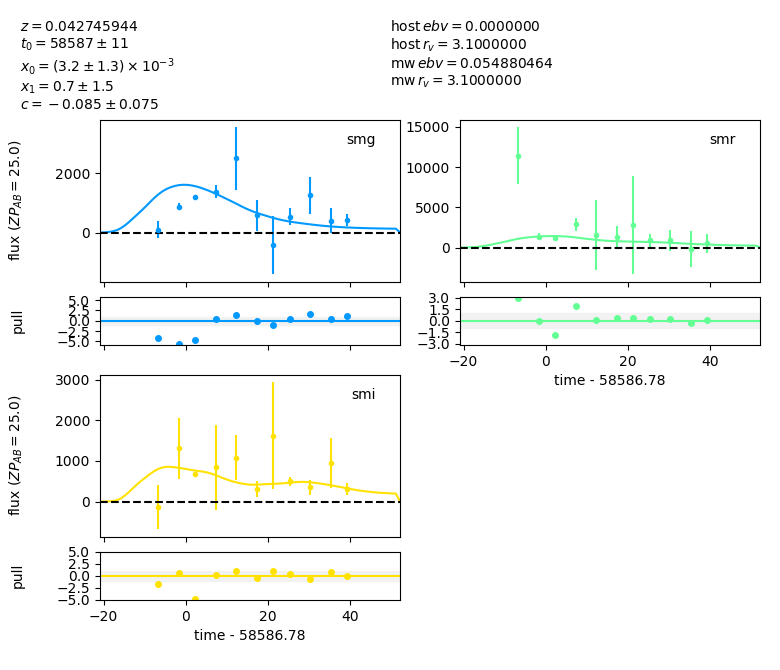 z = 0.042745944
t₀ = 58587 ± 11
x₀ = (3.2 ± 1.3) × 10⁻³
x₁ = 0.7 ± 1.5
c = −0.085 ± 0.075
host ebv = 0.0000000
host r_v = 3.1000000
mw ebv = 0.054880464
mw r_v = 3.1000000
smg
flux (ZP_AB = 25.0)
2000
0
smr
15000
10000
5000
0
pull
5.0
2.5
0.0
−2.5
−5.0
3.0
1.5
0.0
−1.5
−3.0
−20
0
20
40
time - 58586.78
smi
flux (ZP_AB = 25.0)
3000
2000
1000
0
pull
5.0
2.5
0.0
−2.5
−5.0
−20
0
20
40
time - 58586.78